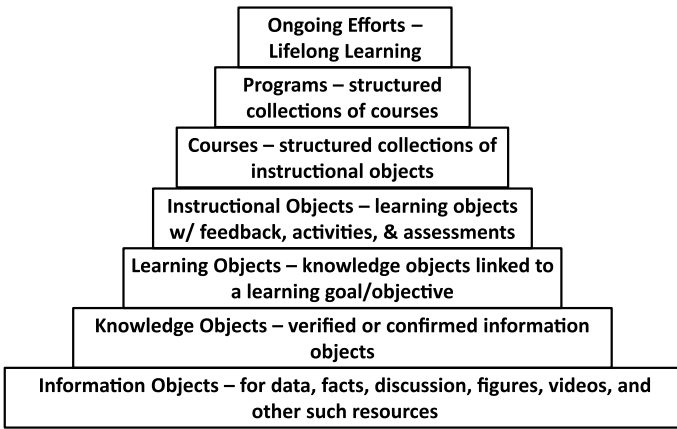 Ongoing Efforts –
Lifelong Learning
Programs – structured
collections of courses
Courses – structured collections of
instructional objects
Instructional Objects – learning objects
w/ feedback, activities, & assessments
Learning Objects – knowledge objects linked to
a learning goal/objective
Knowledge Objects – verified or confirmed information
objects
Information Objects – for data, facts, discussion, figures, videos, and
other such resources